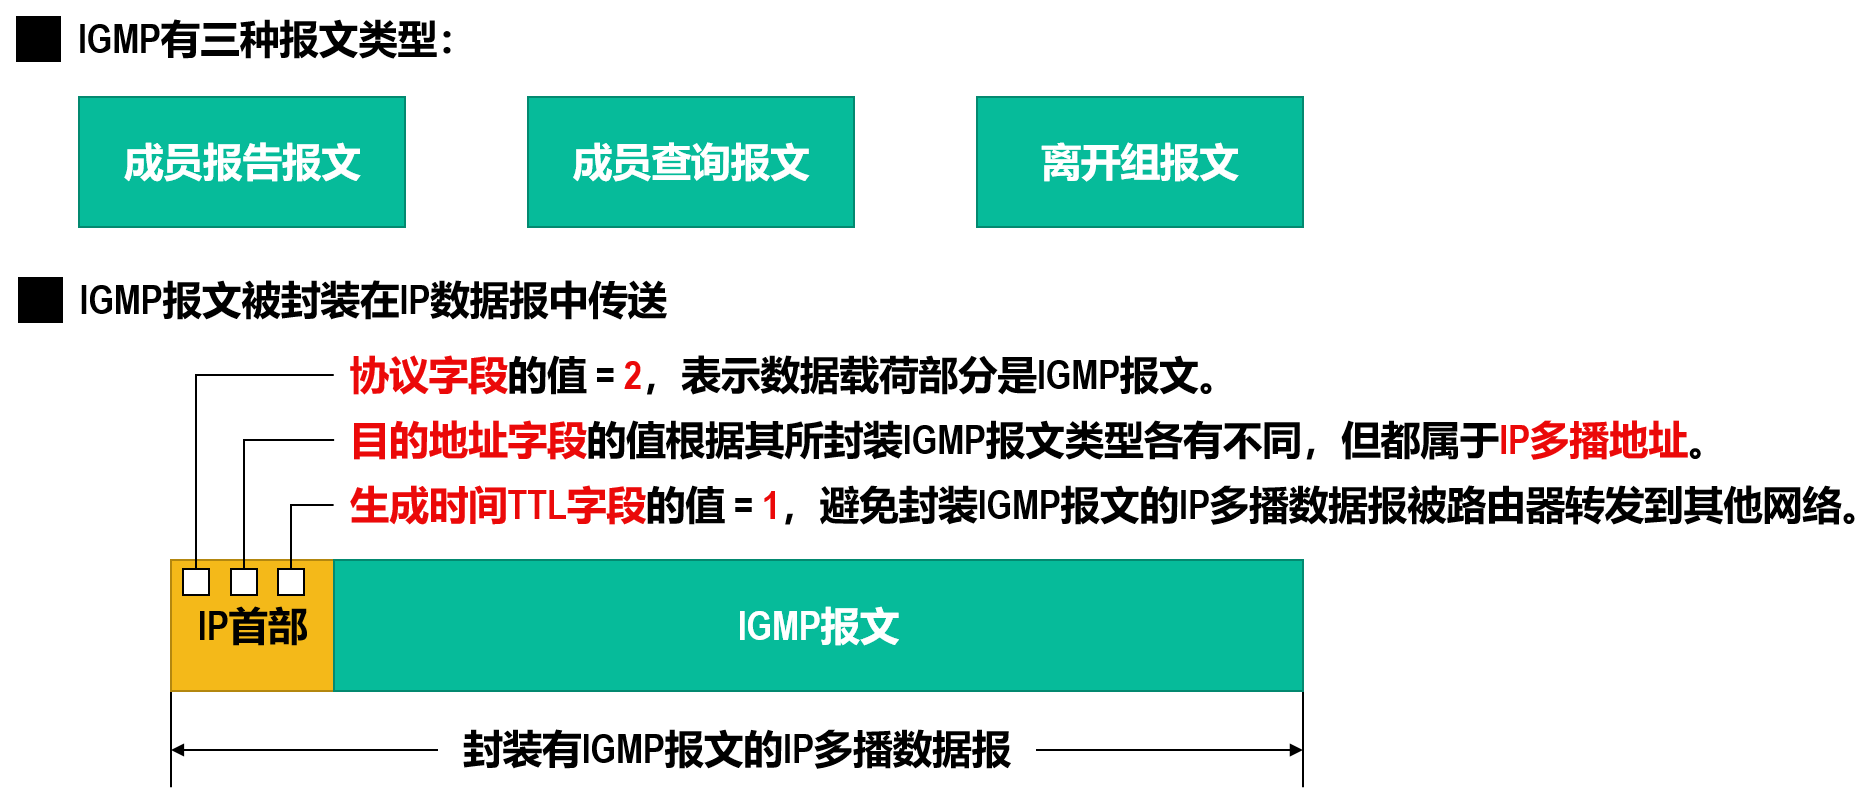 IGMP有三种报文类型：
成员报告报文
成员查询报文
离开组报文
IGMP报文被封装在IP数据报中传送
协议字段的值 = 2，表示数据载荷部分是IGMP报文。
目的地址字段的值根据其所封装IGMP报文类型各有不同，但都属于IP多播地址。
生成时间TTL字段的值 = 1，避免封装IGMP报文的IP多播数据报被路由器转发到其他网络。
IP首部
IGMP报文
封装有IGMP报文的IP多播数据报